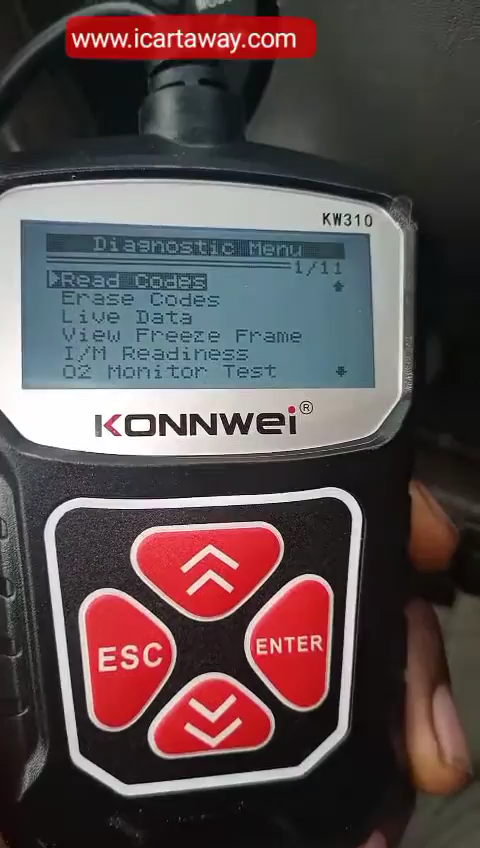 www.icartaway.com
KW310
Diagnostic Menu
1/11
Read Codes
Erase Codes
Live Data
View Freeze Frame
I/M Readiness
O2 Monitor Test
KONNWEI®
ESC
ENTER